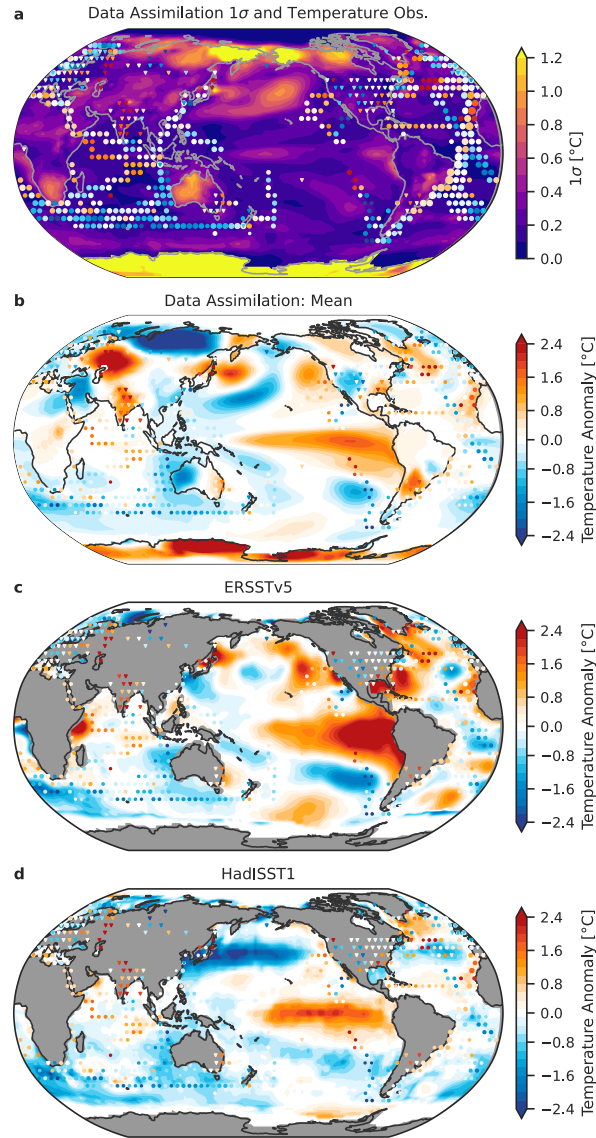 a
Data Assimilation 1σ and Temperature Obs.
1.2
1.0
0.8
0.6
0.4
0.2
0.0
1σ [°C]
b
Data Assimilation: Mean
2.4
1.6
0.8
0.0
−0.8
−1.6
−2.4
Temperature Anomaly [°C]
c
ERSSTv5
2.4
1.6
0.8
0.0
−0.8
−1.6
−2.4
Temperature Anomaly [°C]
d
HadISST1
2.4
1.6
0.8
0.0
−0.8
−1.6
−2.4
Temperature Anomaly [°C]